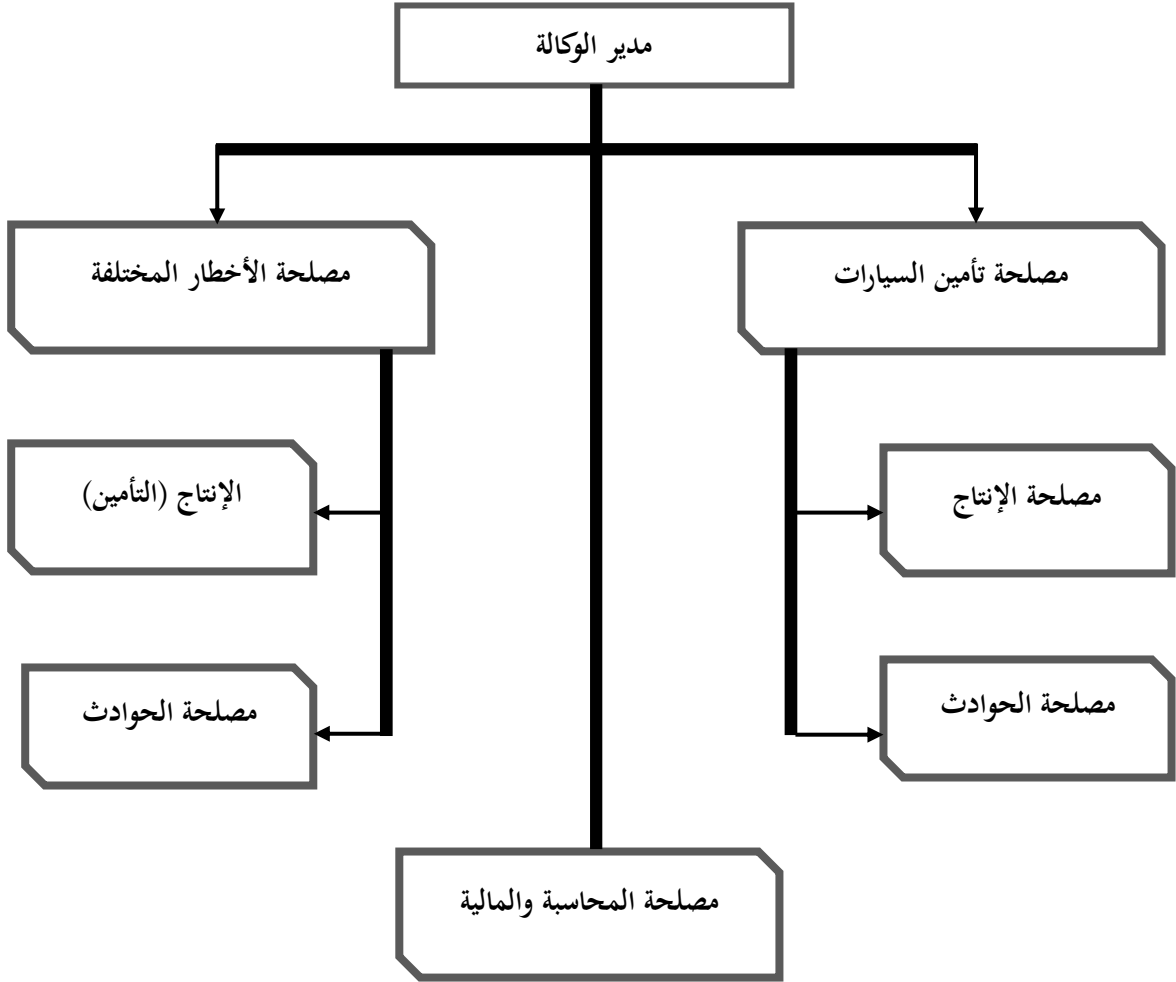 مدير الوكالة
مصلحة تأمين السيارات
مصلحة الأخطار المختلفة
مصلحة الإنتاج
الإنتاج (التأمين)
مصلحة الحوادث
مصلحة الحوادث
مصلحة المحاسبة والمالية